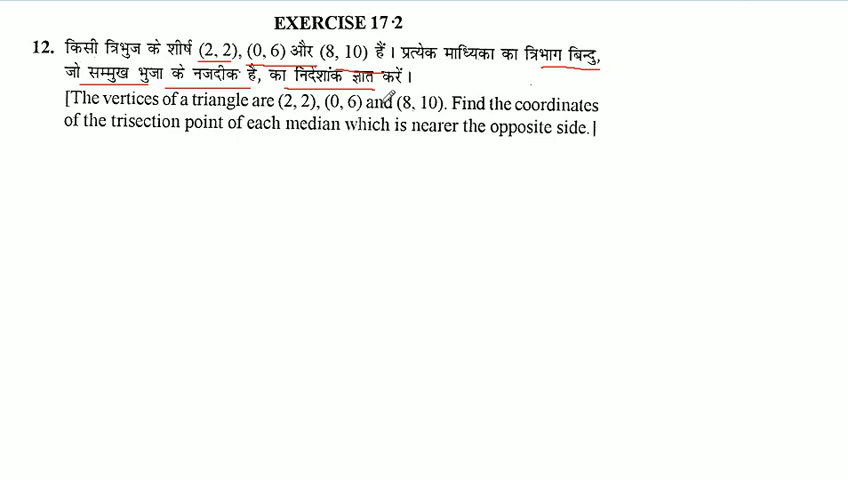 EXERCISE 17·2
12. किसी त्रिभुज के शीर्ष (2, 2), (0, 6) और (8, 10) हैं। प्रत्येक माध्यिका का त्रिभाग बिन्दु,
जो सम्मुख भुजा के नजदीक है, का निर्देशांक ज्ञात करें।
[The vertices of a triangle are (2, 2), (0, 6) and (8, 10). Find the coordinates
of the trisection point of each median which is nearer the opposite side.]